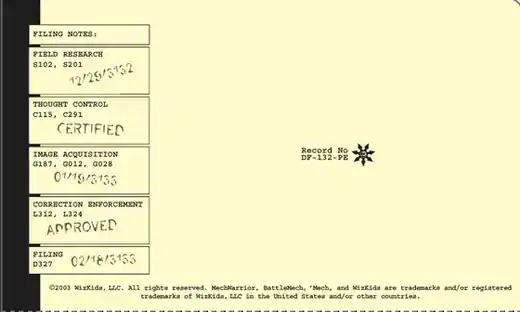 FILING NOTES:
FIELD RESEARCH
S102, S201
12/29/3132
THOUGHT CONTROL
C115, C291
CERTIFIED
IMAGE ACQUISITION
G187, G012, G028
01/19/3133
CORRECTION ENFORCEMENT
L312, L324
APPROVED
FILING
D327
02/18/3133
Record No
DF-132-PE
©2003 WizKids, LLC. All rights reserved. MechWarrior, BattleMech, 'Mech, and WizKids are trademarks and/or registered
trademarks of WizKids, LLC in the United States and/or other countries.